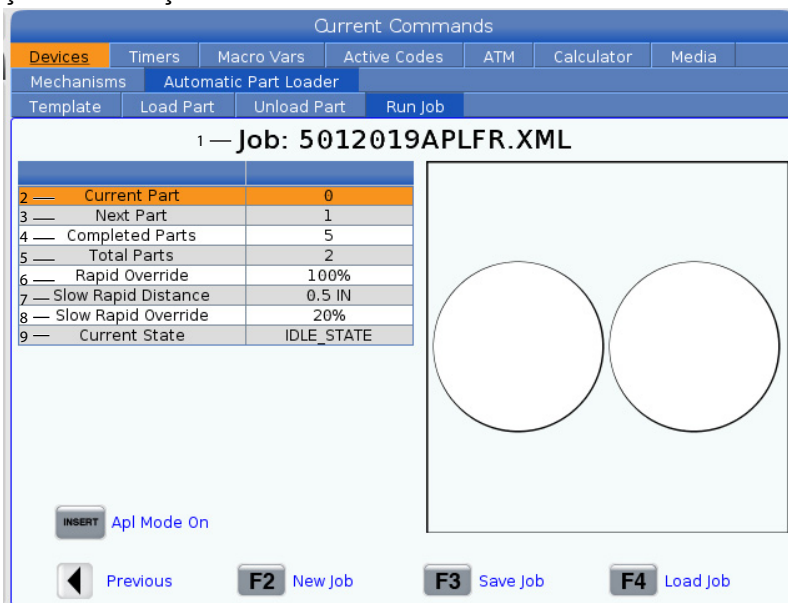 Current Commands
Devices Timers Macro Vars Active Codes ATM Calculator Media
Mechanisms Automatic Part Loader
Template Load Part Unload Part Run Job
1 — Job: 5012019APLFR.XML
2 — Current Part 0
3 — Next Part 1
4 — Completed Parts 5
5 — Total Parts 2
6 — Rapid Override 100%
7 — Slow Rapid Distance 0.5 IN
8 — Slow Rapid Override 20%
9 — Current State IDLE_STATE
INSERT Apl Mode On
Previous F2 New Job F3 Save Job F4 Load Job